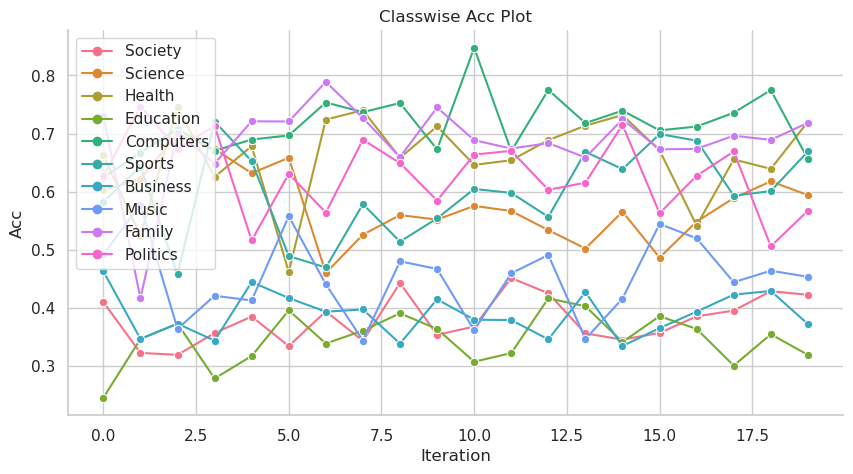 Classwise Acc Plot
Society
Science
Health
Education
Computers
Sports
Business
Music
Family
Politics
Acc
0.8
0.7
0.6
0.5
0.4
0.3
0.0 2.5 5.0 7.5 10.0 12.5 15.0 17.5
Iteration